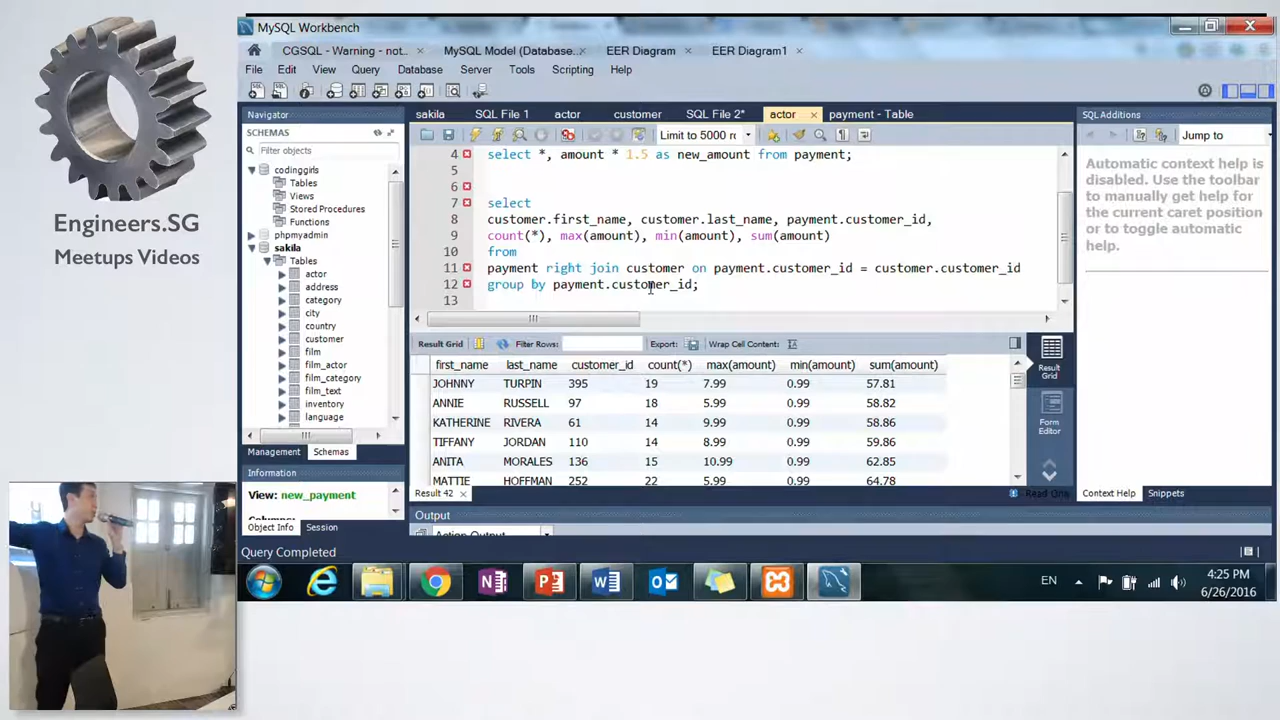 MySQL Workbench
CGSQL - Warning - not... × MySQL Model (Database... × EER Diagram × EER Diagram1 ×
File Edit View Query Database Server Tools Scripting Help
Navigator
SCHEMAS
Filter objects
codinggirls
Tables
Views
Stored Procedures
Functions
phpmyadmin
sakila
Tables
actor
address
category
city
country
customer
film
film_actor
film_category
film_text
inventory
language
Management Schemas
Information
View: new_payment
Object Info Session
Query Completed
sakila SQL File 1 actor customer SQL File 2* actor × payment - Table
Limit to 5000 rc
4 select *, amount * 1.5 as new_amount from payment;
5
6
7 select
8 customer.first_name, customer.last_name, payment.customer_id,
9 count(*), max(amount), min(amount), sum(amount)
10 from
11 payment right join customer on payment.customer_id = customer.customer_id
12 group by payment.customer_id;
13
Result Grid Filter Rows: Export: Wrap Cell Content:
first_name last_name customer_id count(*) max(amount) min(amount) sum(amount)
JOHNNY TURPIN 395 19 7.99 0.99 57.81
ANNIE RUSSELL 97 18 5.99 0.99 58.82
KATHERINE RIVERA 61 14 9.99 0.99 58.86
TIFFANY JORDAN 110 14 8.99 0.99 59.86
ANITA MORALES 136 15 10.99 0.99 62.85
MATTIE HOFFMAN 252 22 5.99 0.99 64.78
Result 42 × Read Only
Output
Action Output
Result
Grid
Form
Editor
SQL Additions
Jump to
Automatic context help is
disabled. Use the toolbar
to manually get help for
the current caret position
or to toggle automatic
help.
Context Help Snippets
EN
4:25 PM
6/26/2016
Engineers.SG
Meetups Videos